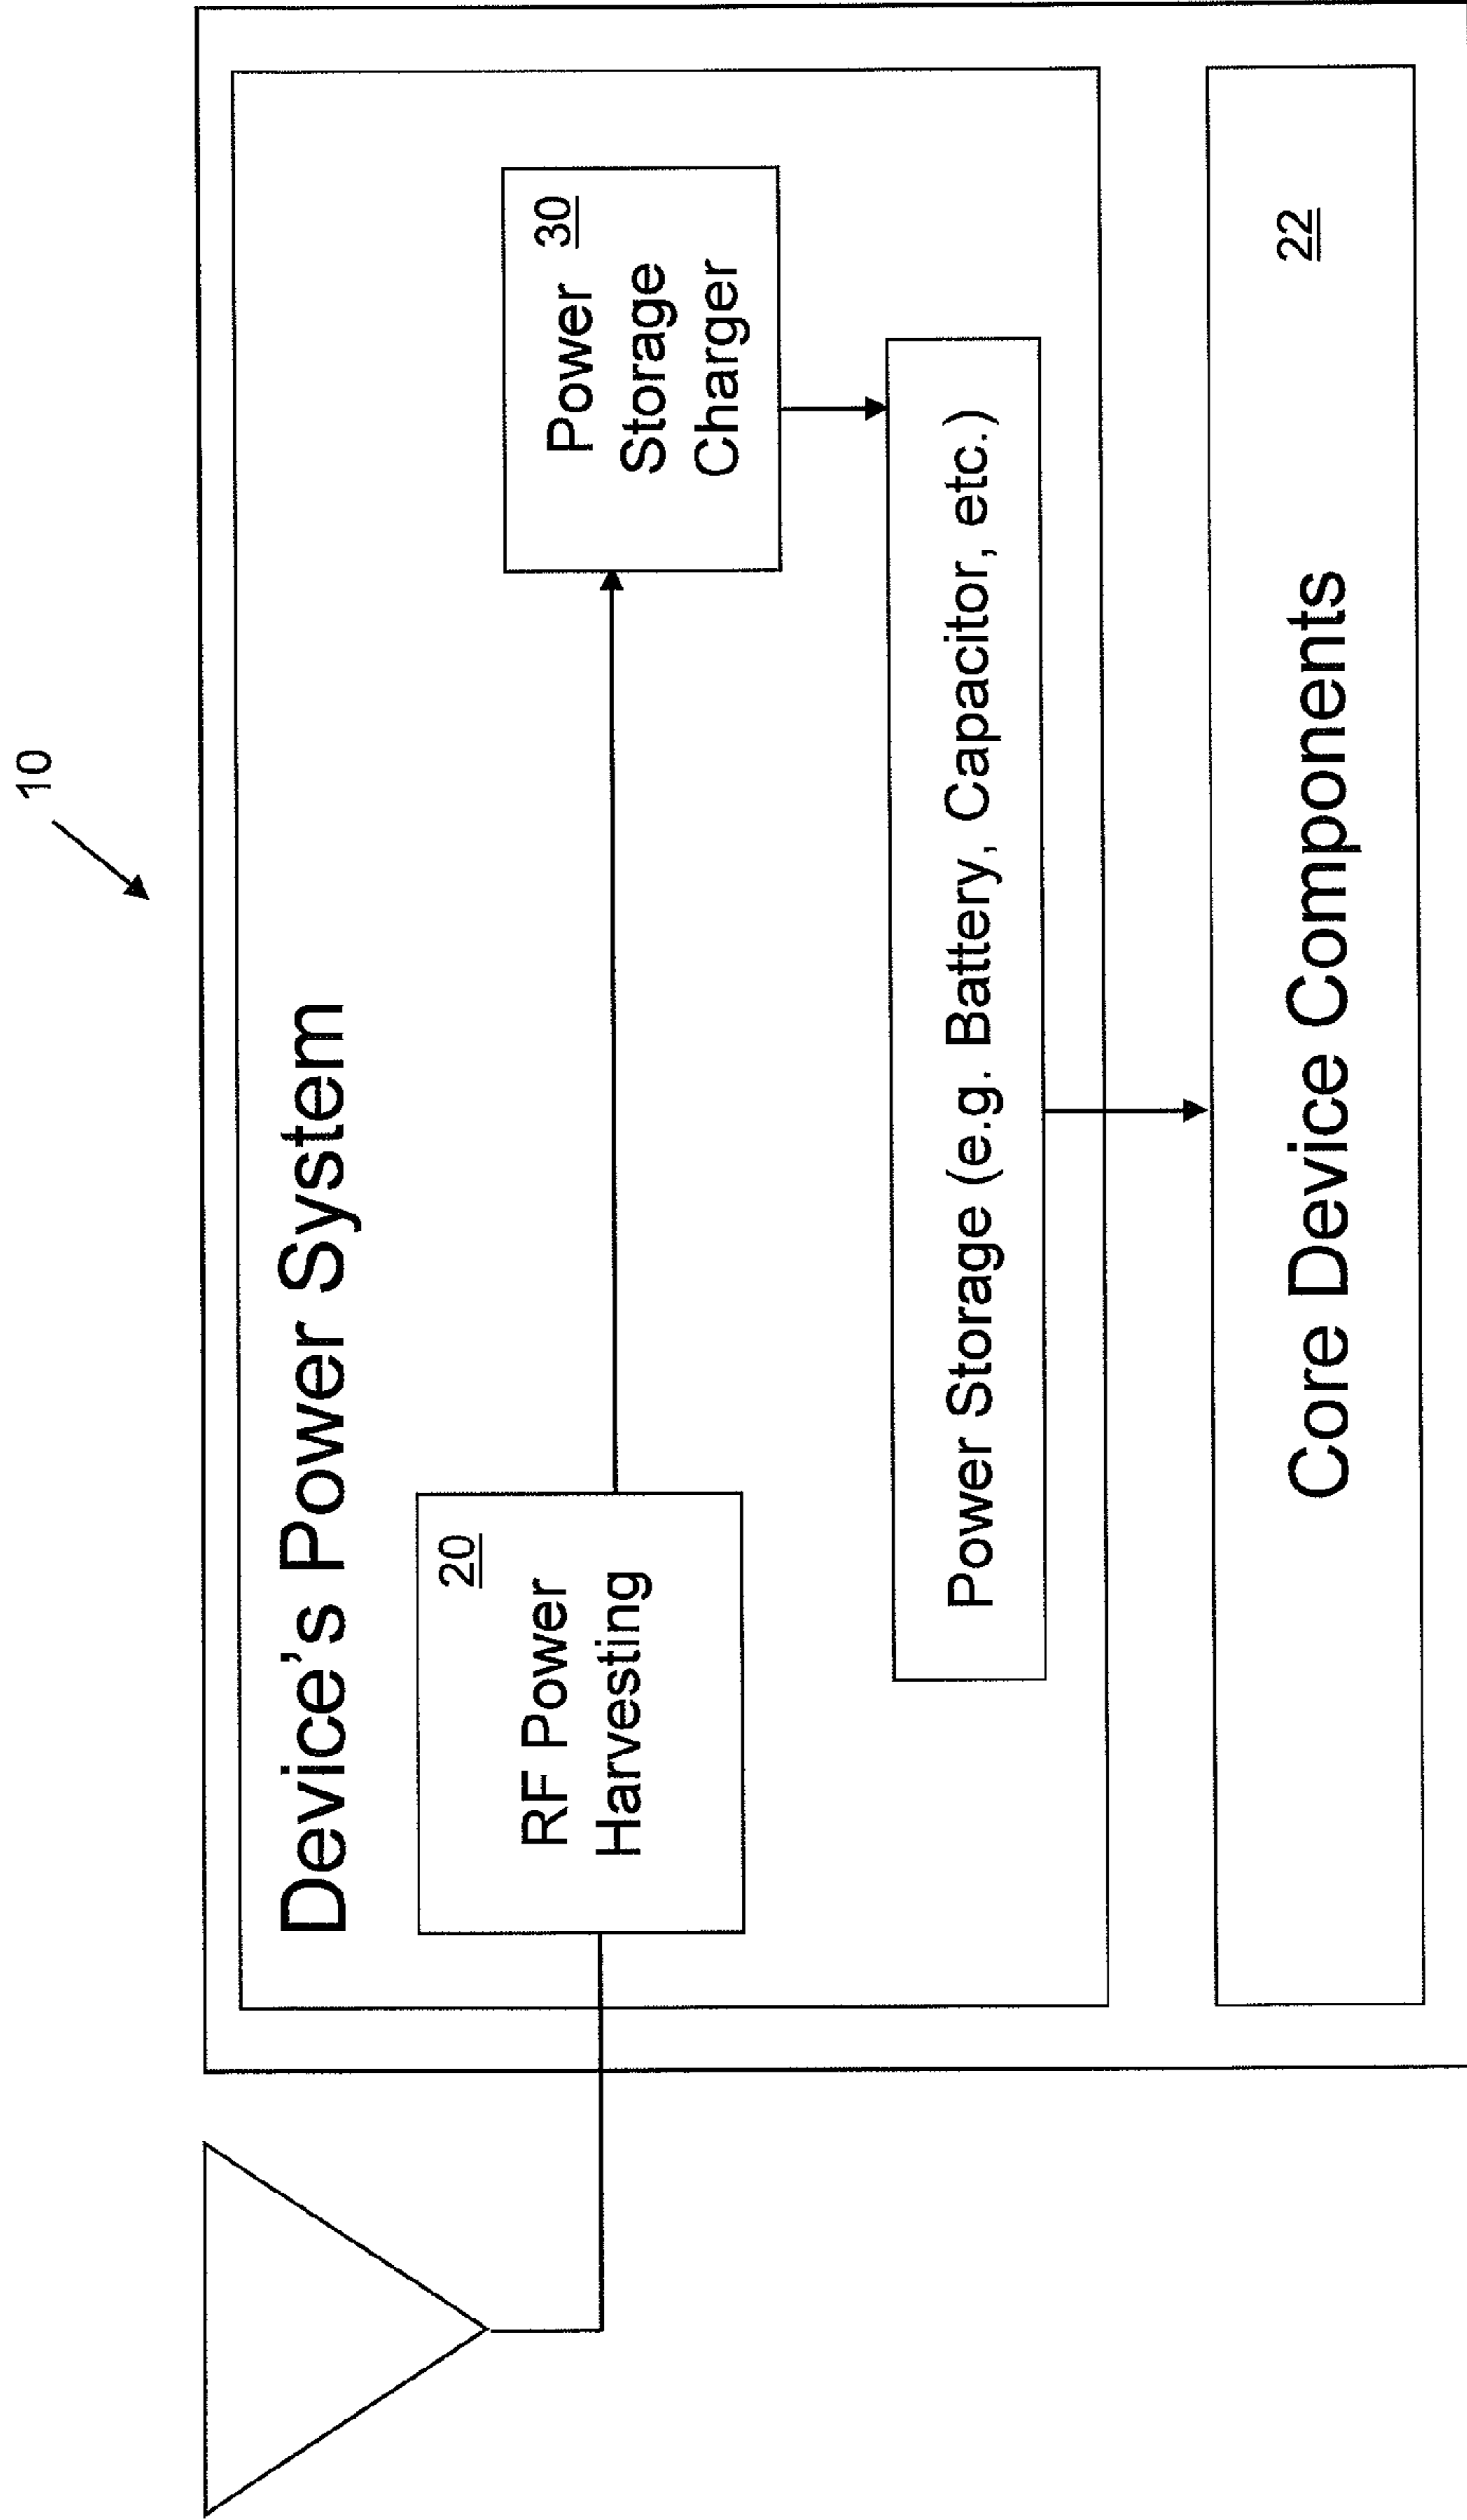 10
Device's Power System
20
RF Power
Harvesting
Power 30
Storage
Charger
Power Storage (e.g. Battery, Capacitor, etc.)
22
Core Device Components